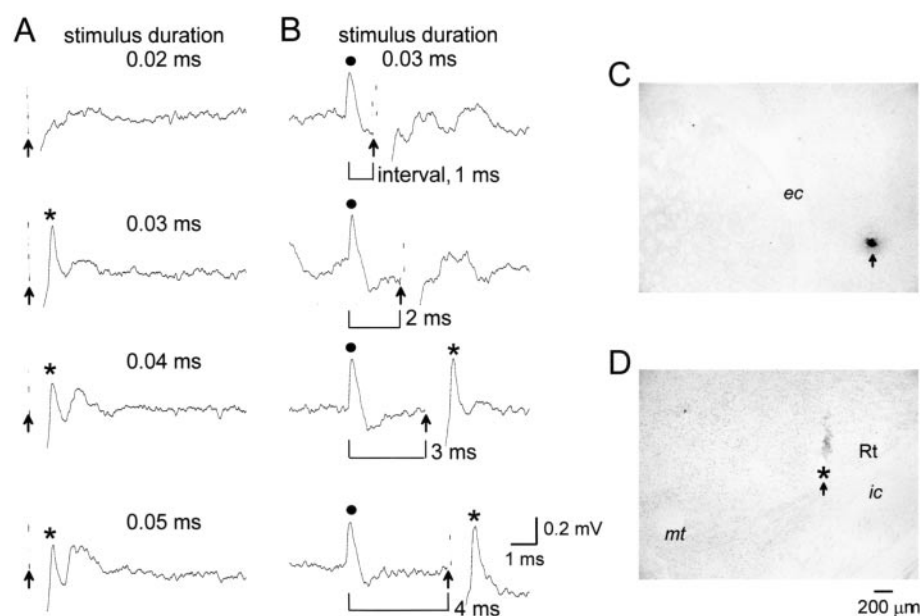 A
stimulus duration
0.02 ms
*
0.03 ms
*
0.04 ms
*
0.05 ms
B
stimulus duration
0.03 ms
interval, 1 ms
2 ms
*
3 ms
*
0.2 mV
1 ms
4 ms
C
ec
D
Rt
*
ic
mt
200 µm